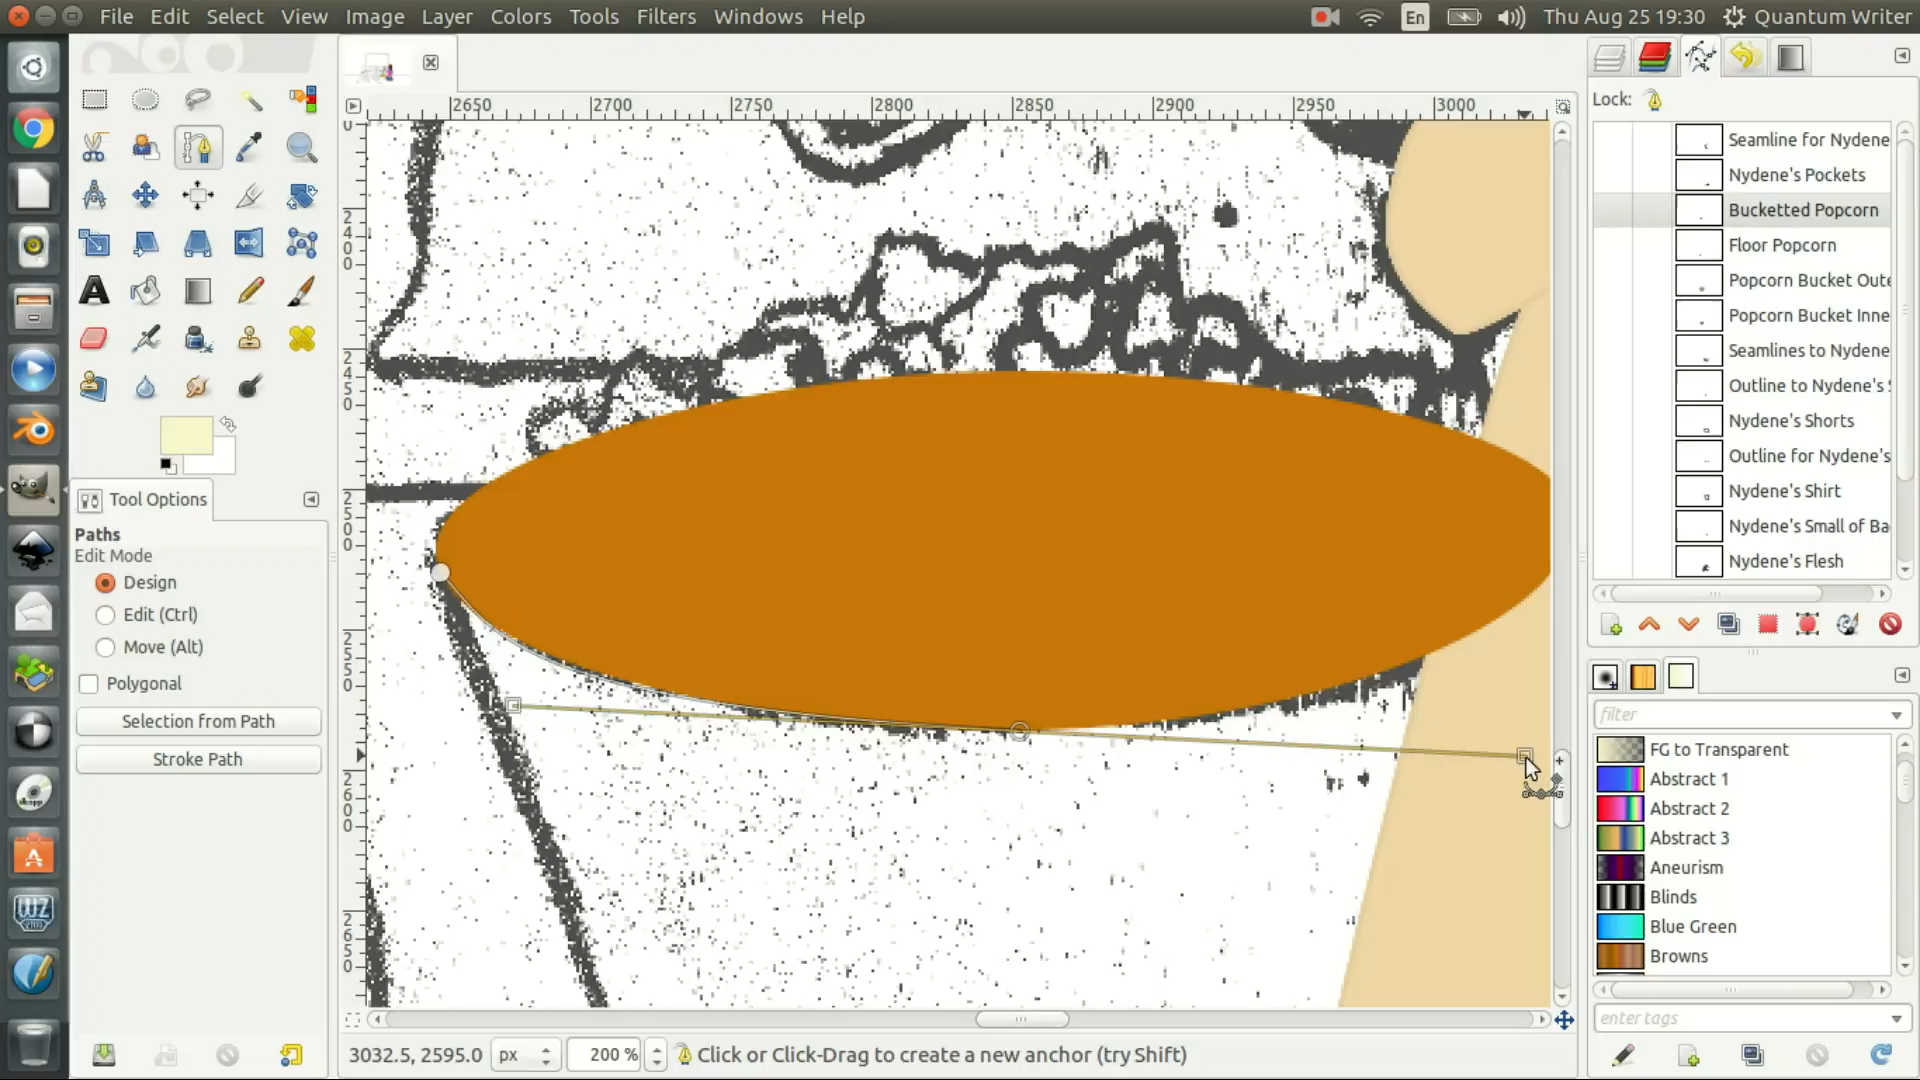 File Edit Select View Image Layer Colors Tools Filters Windows Help
En Thu Aug 25 19:30 Quantum Writer
2650 2700 2750 2800 2850 2900 2950 3000
Lock:
Seamline for Nydene
Nydene's Pockets
Bucketted Popcorn
Floor Popcorn
Popcorn Bucket Oute
Popcorn Bucket Inne
Seamlines to Nydene
Outline to Nydene's
Nydene's Shorts
Outline for Nydene's
Nydene's Shirt
Nydene's Small of Ba
Nydene's Flesh
Tool Options
Paths
Edit Mode
Design
Edit (Ctrl)
Move (Alt)
Polygonal
Selection from Path
Stroke Path
filter
FG to Transparent
Abstract 1
Abstract 2
Abstract 3
Aneurism
Blinds
Blue Green
Browns
enter tags
3032.5, 2595.0 px 200 % Click or Click-Drag to create a new anchor (try Shift)